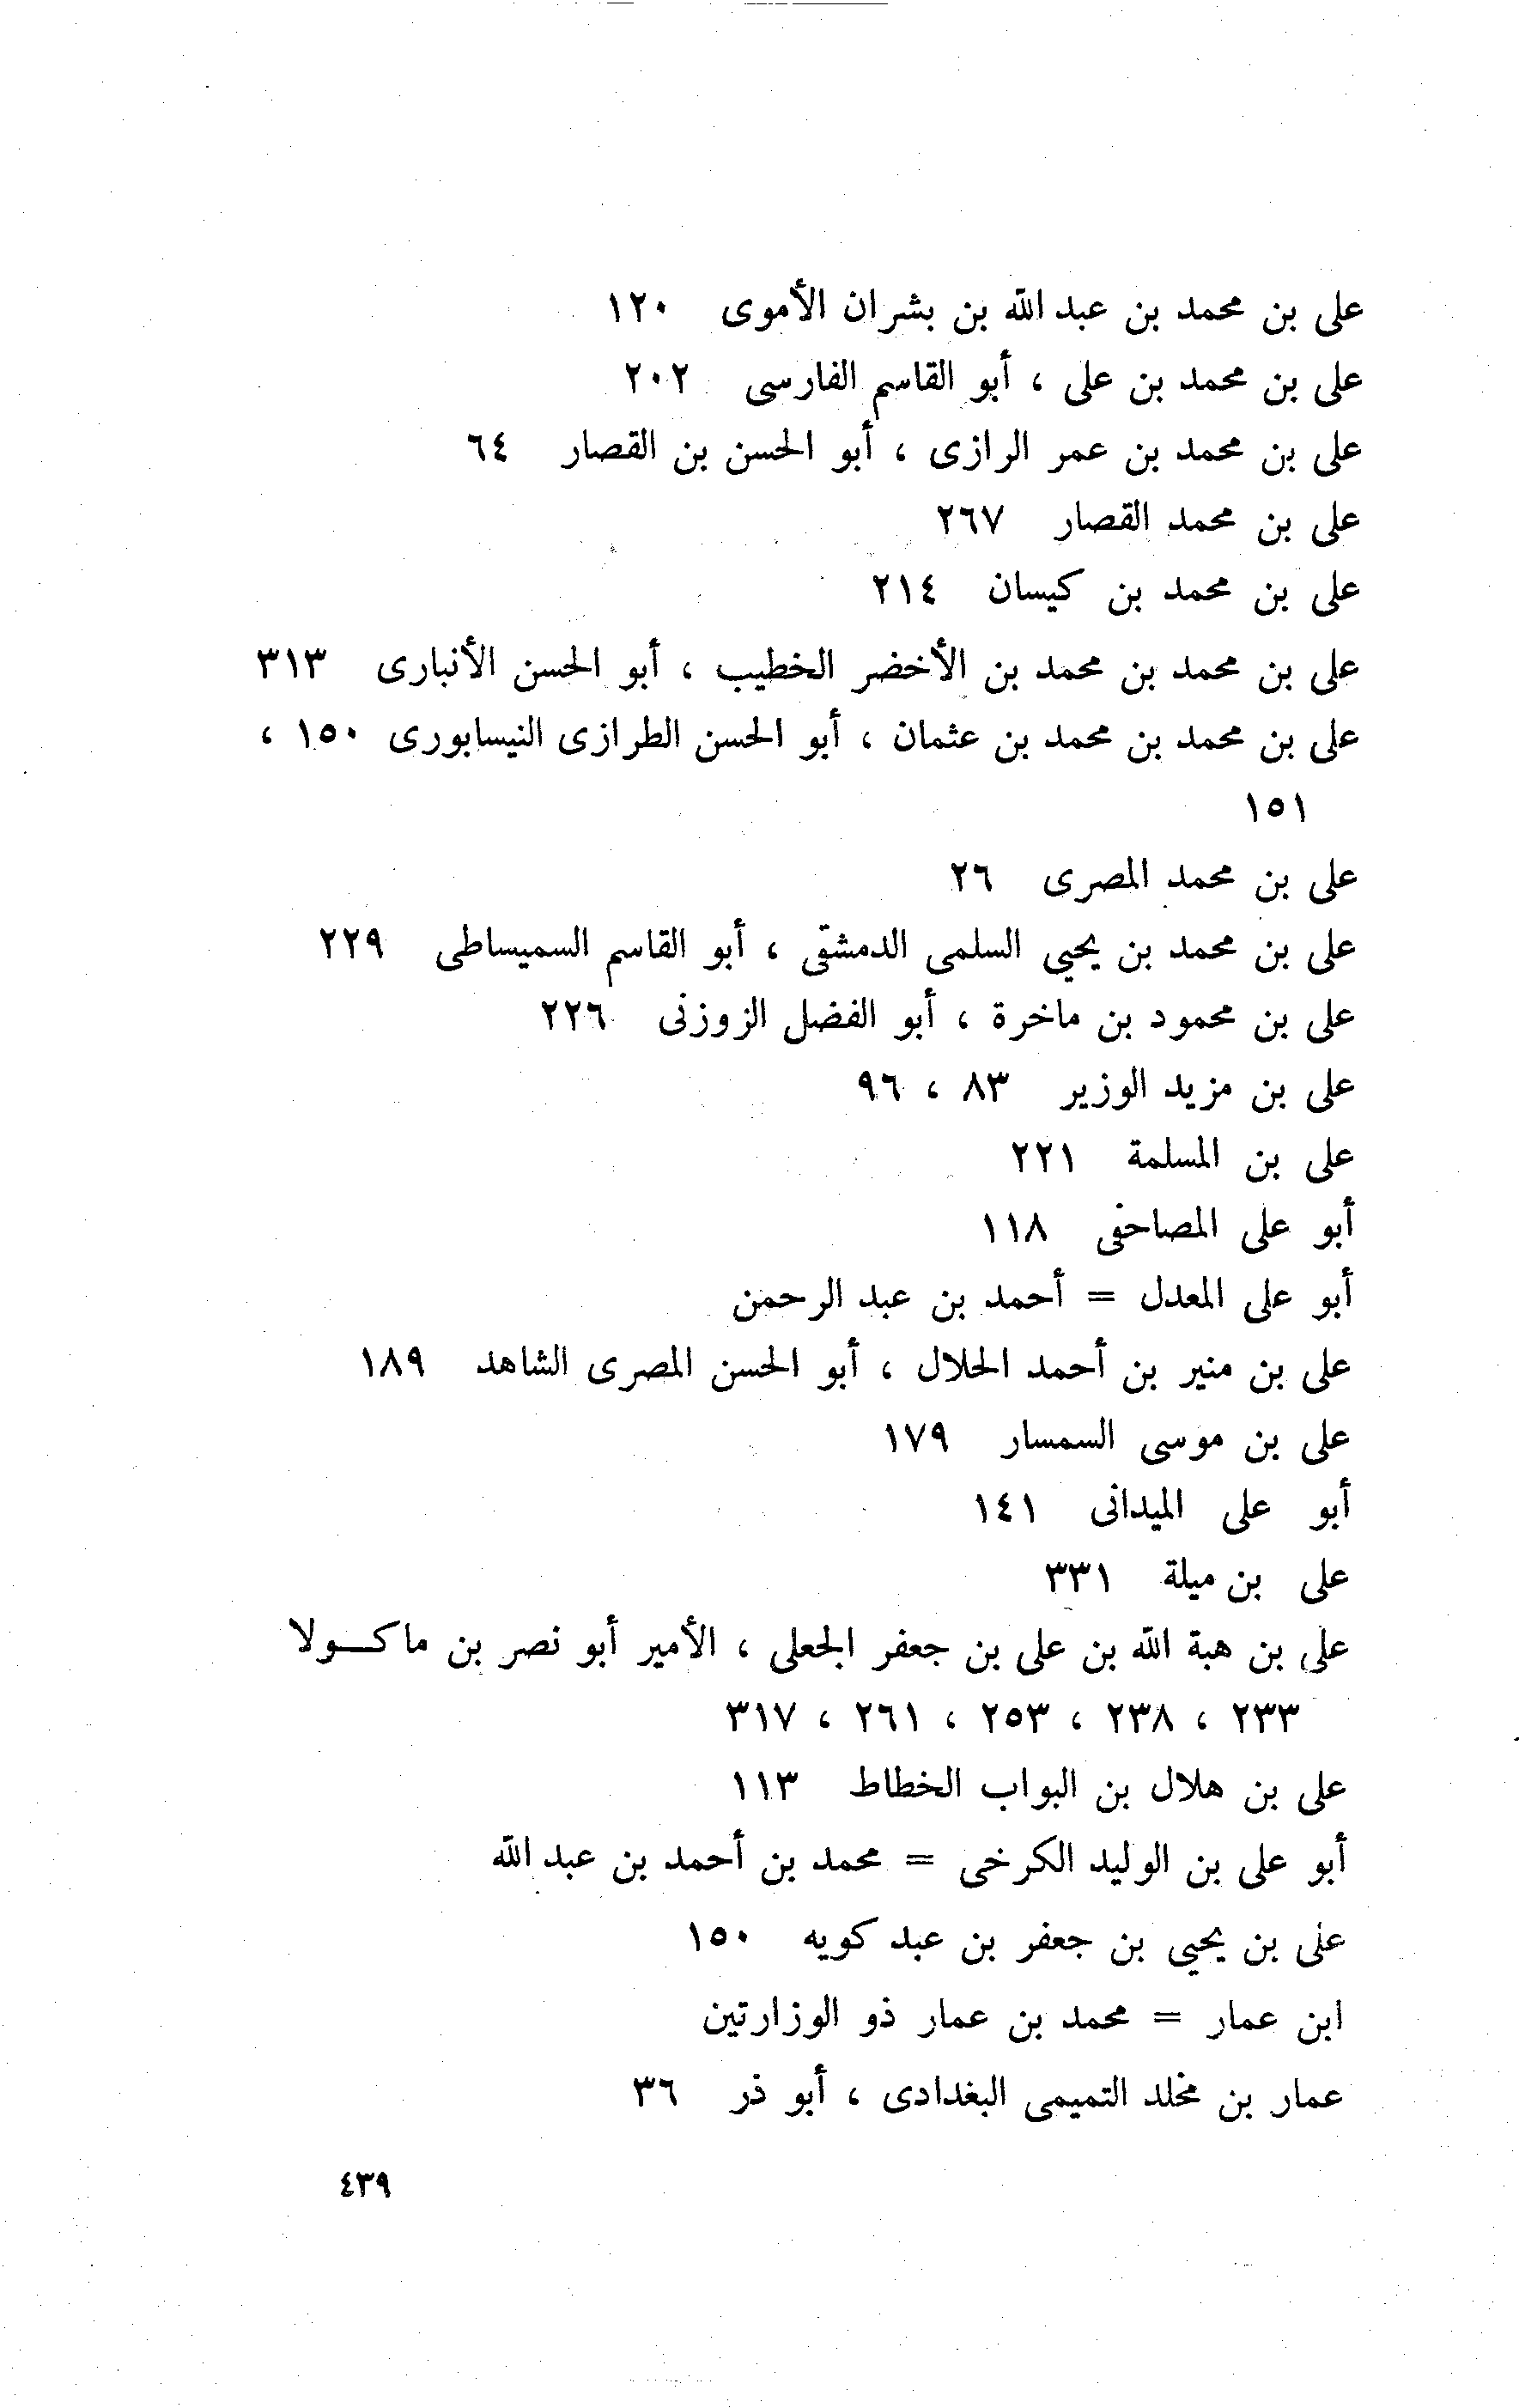 على بن محمد بن عبد الله بن بشران الأموى ١٢٠
على بن محمد بن على ، أبو القاسم الفارسى ٢٠٢
على بن محمد بن عمر الرازى ، أبو الحسن بن القصار ٦٤
على بن محمد القصار ٢٦٧
على بن محمد بن كيسان ٢١٤
على بن محمد بن محمد بن الأخضر الخطيب ، أبو الحسن الأنبارى ٣١٣
على بن محمد بن محمد بن عثمان ، أبو الحسن الطرازى النيسابورى ١٥٠ ،
١٥١
على بن محمد المصرى ٢٦
على بن محمد بن يحيى السلمى الدمشقى ، أبو القاسم السميساطى ٢٢٩
على بن محمود بن ماخرة ، أبو الفضل الزوزنى ٢٢٦
على بن مزيد الوزير ٨٣ ، ٩٦
على بن المسلمة ٢٢١
أبو على المصاحفى ١١٨
أبو على المعدل = أحمد بن عبد الرحمن
على بن منير بن أحمد الحلال ، أبو الحسن المصرى الشاهد ١٨٩
على بن موسى السمسار ١٧٩
أبو على الميدانى ١٤١
على بن ميلة ٣٣١
على بن هبة الله بن على بن جعفر الجعلى ، الأمير أبو نصر بن ماكـولا
٢٣٣ ، ٢٣٨ ، ٢٥٣ ، ٢٦١ ، ٣١٧
على بن هلال بن البواب الخطاط ١١٣
أبو على بن الوليد الكرخى = محمد بن أحمد بن عبد الله
على بن يحيى بن جعفر بن عبد كويه ١٥٠
ابن عمار = محمد بن عمار ذو الوزارتين
عمار بن مخلد التميمى البغدادى ، أبو ذر ٣٦
٤٣٩